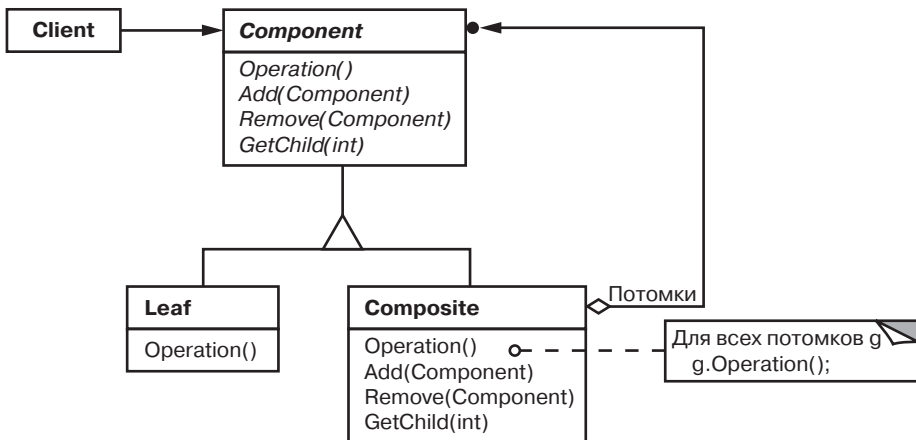 Client
Component
Operation()
Add(Component)
Remove(Component)
GetChild(int)
Leaf
Operation()
Composite
Operation()
Add(Component)
Remove(Component)
GetChild(int)
Потомки
Для всех потомков g
g.Operation();